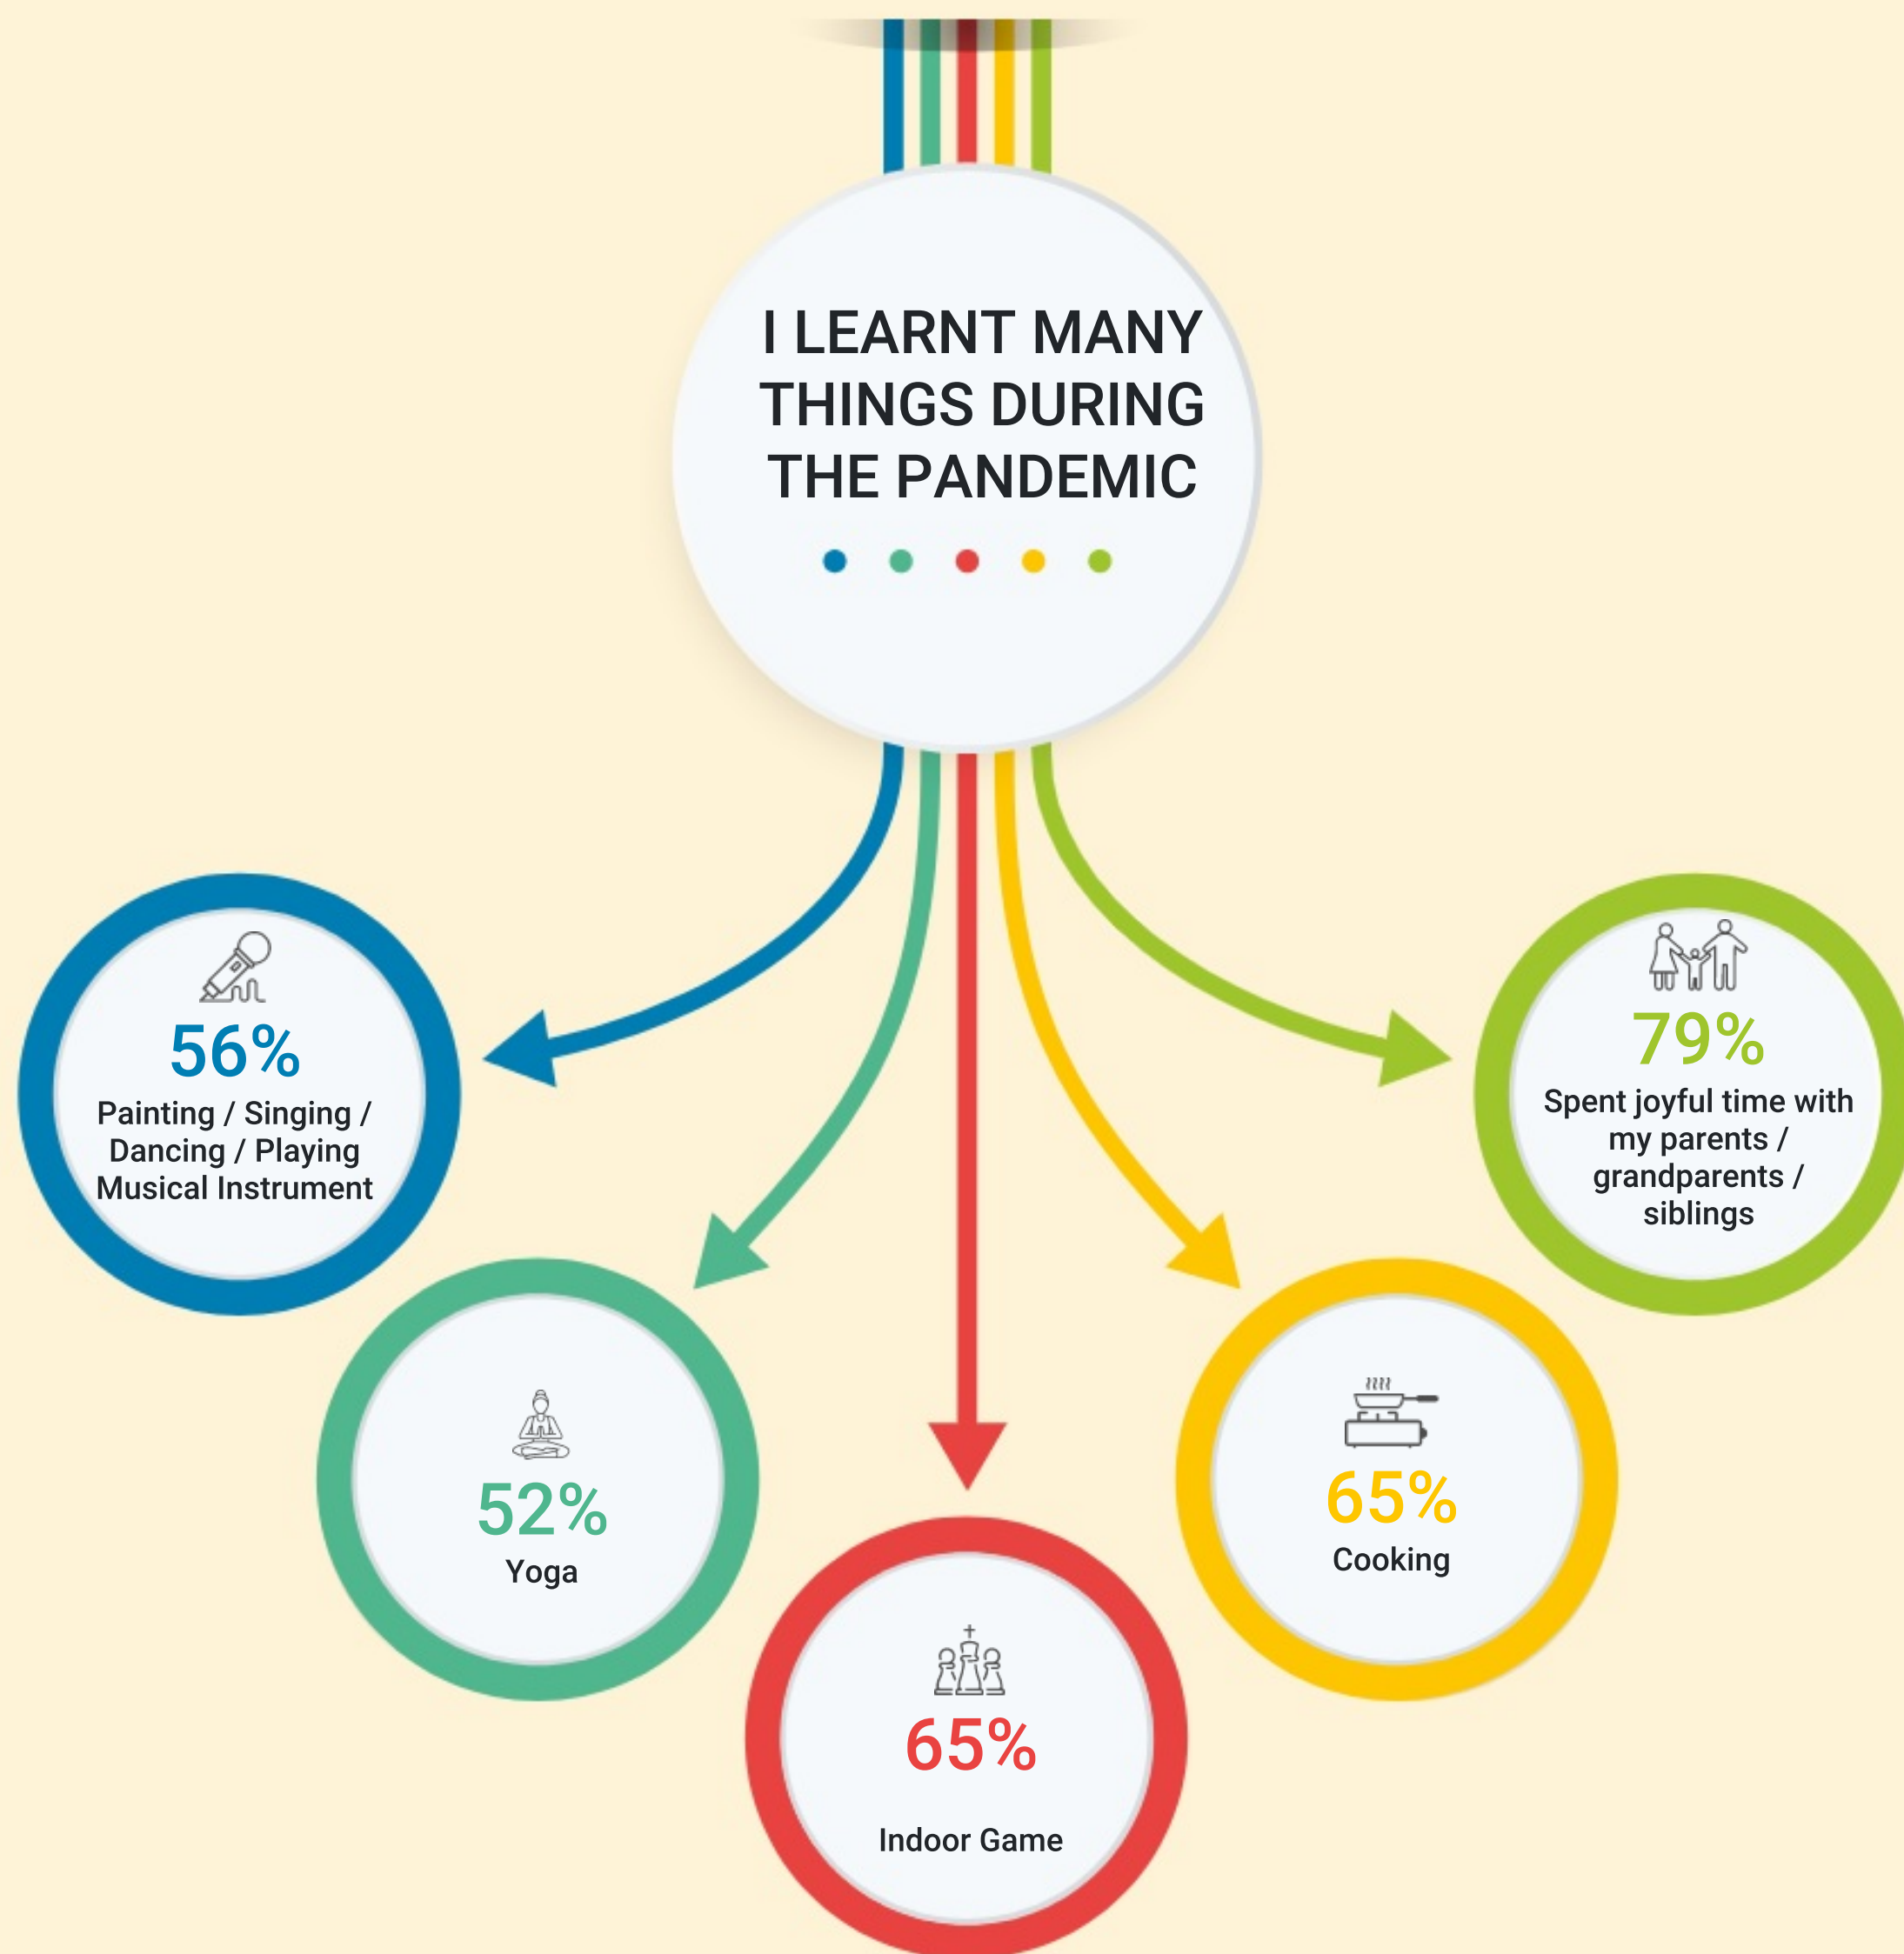 I LEARNT MANY
THINGS DURING
THE PANDEMIC
56%
Painting / Singing /
Dancing / Playing
Musical Instrument
52%
Yoga
65%
Indoor Game
65%
Cooking
79%
Spent joyful time with
my parents /
grandparents /
siblings